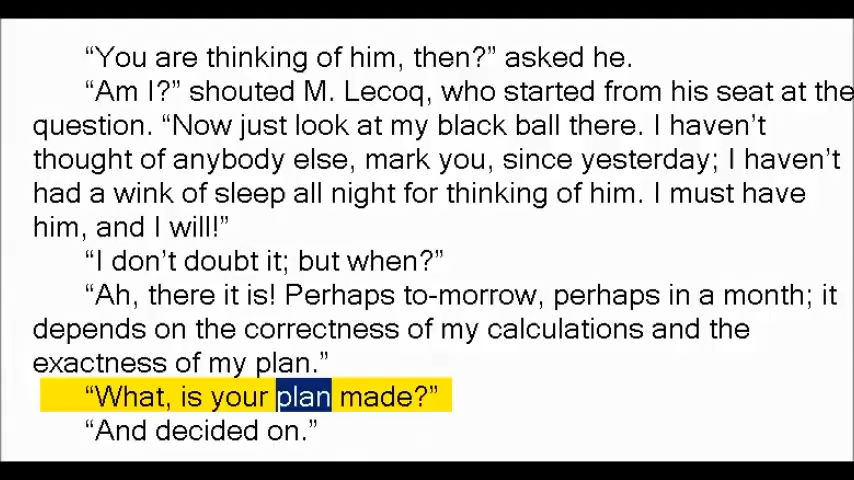 “You are thinking of him, then?” asked he.
“Am I?” shouted M. Lecoq, who started from his seat at the
question. “Now just look at my black ball there. I haven’t
thought of anybody else, mark you, since yesterday; I haven’t
had a wink of sleep all night for thinking of him. I must have
him, and I will!”
“I don’t doubt it; but when?”
“Ah, there it is! Perhaps to-morrow, perhaps in a month; it
depends on the correctness of my calculations and the
exactness of my plan.”
“What, is your plan made?”
“And decided on.”